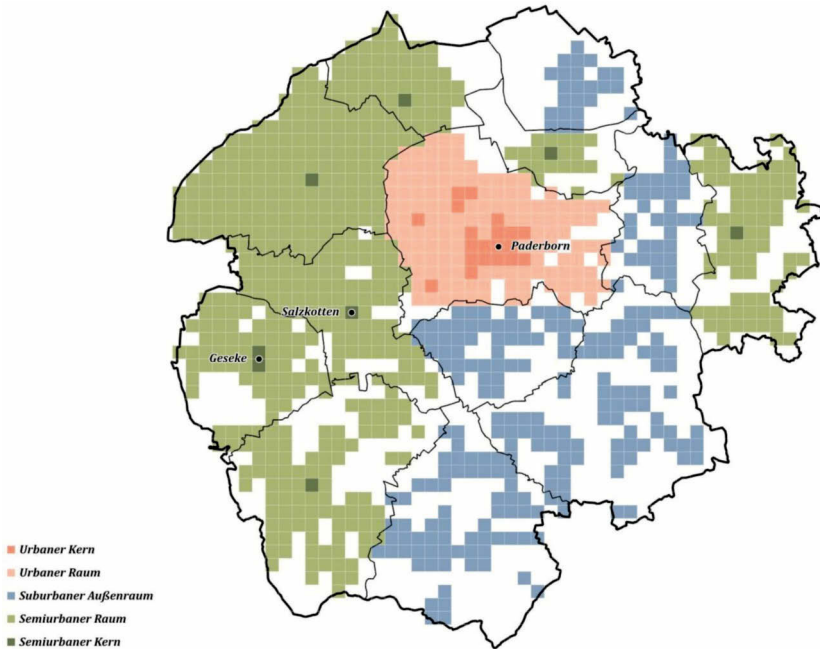 Paderborn
Salzkotten
Geseke
Urbaner Kern
Urbaner Raum
Suburbaner Außenraum
Semiurbaner Raum
Semiurbaner Kern